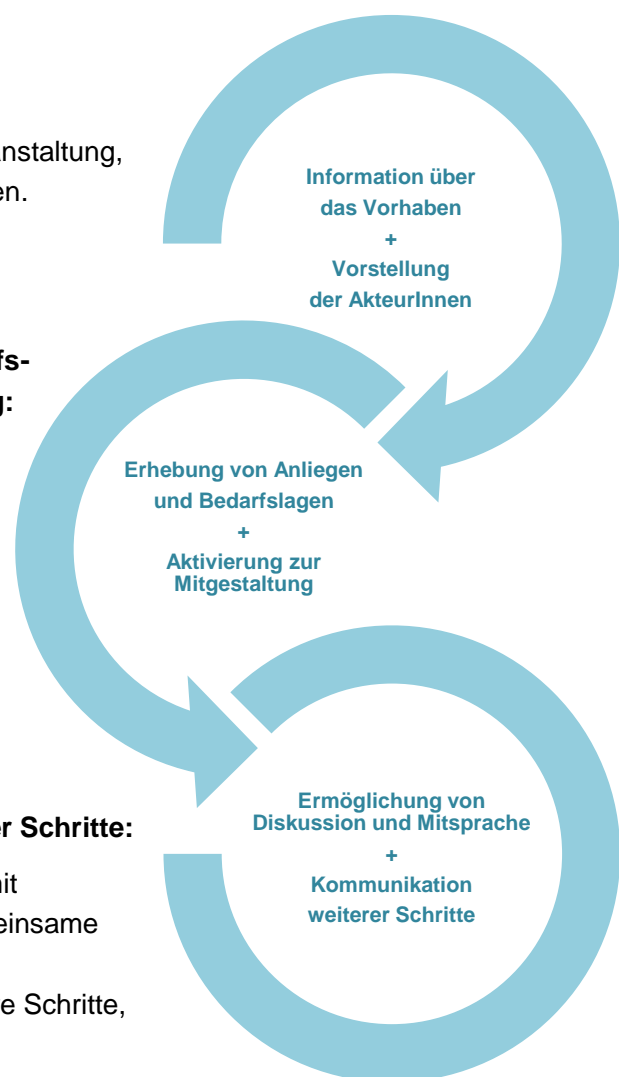 anstaltung,
en.
Information über
das Vorhaben
+
Vorstellung
der AkteurInnen
fs-
g:
Erhebung von Anliegen
und Bedarfslagen
+
Aktivierung zur
Mitgestaltung
er Schritte:
mit
einsame
e Schritte,
Ermöglichung von
Diskussion und Mitsprache
+
Kommunikation
weiterer Schritte